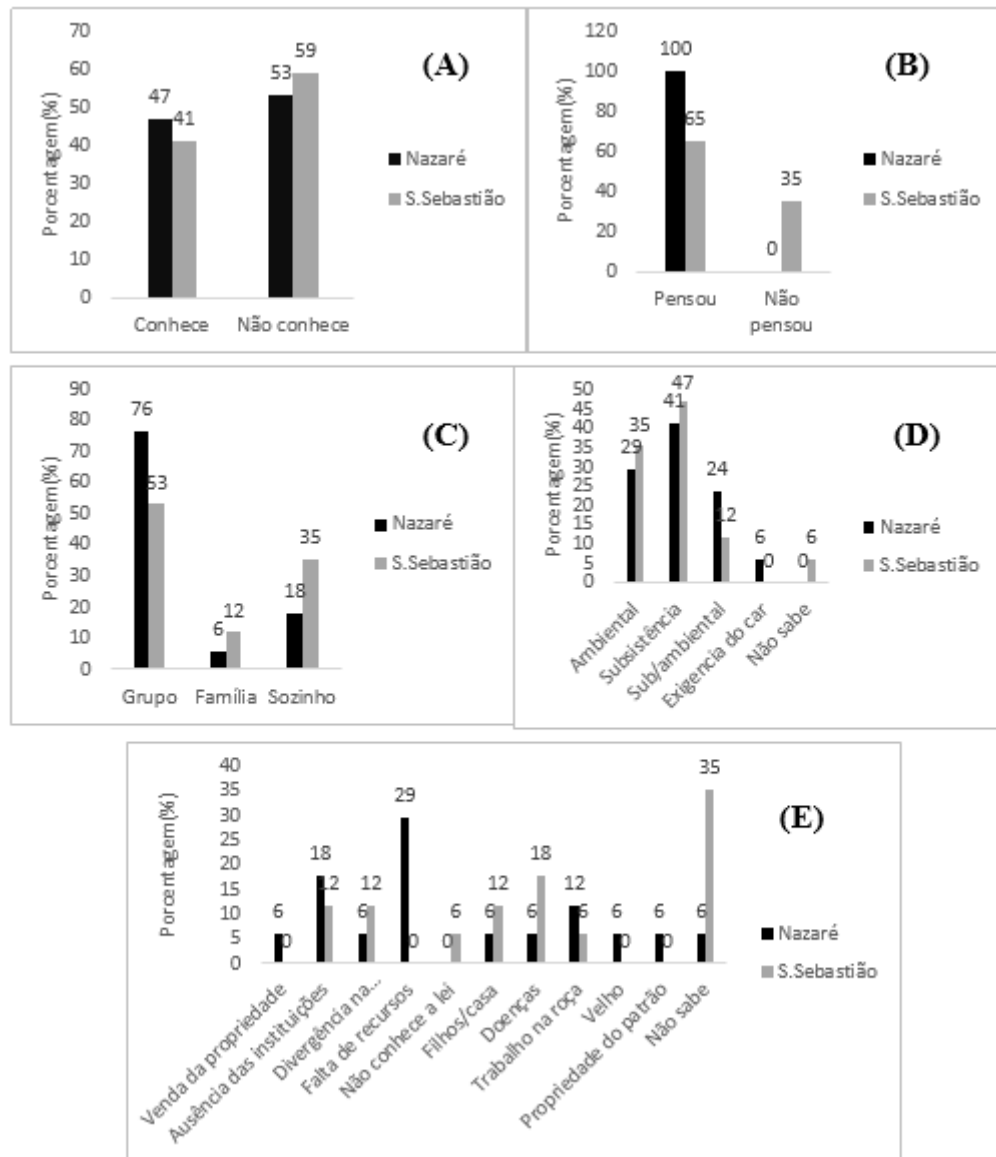 70
60
50
40
30
20
10
0
Porcentagem(%)
47
41
53
59
Conhece
Não conhece
(A)
Nazaré
S.Sebastião
120
100
80
60
40
20
0
Porcentagem(%)
100
65
0
35
Pensou
Não
pensou
(B)
Nazaré
S.Sebastião
90
80
70
60
50
40
30
20
10
0
Porcentagem(%)
76
53
6
12
18
35
Grupo
Família
Sozinho
(C)
Nazaré
S.Sebastião
50
45
40
35
30
25
20
15
10
5
0
Porcentagem(%)
29
35
41
47
24
12
6
0
0
6
Ambiental
Subsistência
Sub/ambiental
Exigencia do car
Não sabe
(D)
Nazaré
S.Sebastião
40
35
30
25
20
15
10
5
0
Porcentagem(%)
6
0
18
12
6
12
29
0
0
6
6
12
6
18
12
6
6
0
6
0
6
35
Venda da propriedade
Ausência das instituições
Divergência na...
Falta de recursos
Não conhece a lei
Filhos/casa
Doenças
Trabalho na roça
Velho
Propriedade do patrão
Não sabe
(E)
Nazaré
S.Sebastião